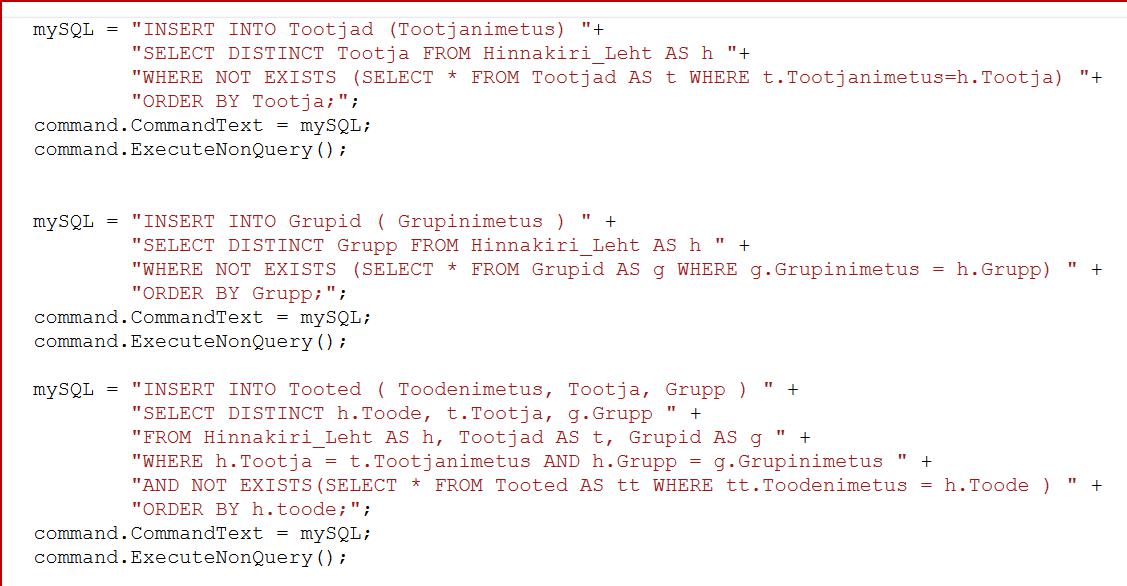 mySQL = "INSERT INTO Tootjad (Tootjanimetus) "+
"SELECT DISTINCT Tootja FROM Hinnakiri_Leht AS h "+
"WHERE NOT EXISTS (SELECT * FROM Tootjad AS t WHERE t.Tootjanimetus=h.Tootja) "+
"ORDER BY Tootja;";
command.CommandText = mySQL;
command.ExecuteNonQuery();
mySQL = "INSERT INTO Grupid ( Grupinimetus ) " +
"SELECT DISTINCT Grupp FROM Hinnakiri_Leht AS h " +
"WHERE NOT EXISTS (SELECT * FROM Grupid AS g WHERE g.Grupinimetus = h.Grupp) " +
"ORDER BY Grupp;";
command.CommandText = mySQL;
command.ExecuteNonQuery();
mySQL = "INSERT INTO Tooted ( Toodenimetus, Tootja, Grupp ) " +
"SELECT DISTINCT h.Toode, t.Tootja, g.Grupp " +
"FROM Hinnakiri_Leht AS h, Tootjad AS t, Grupid AS g " +
"WHERE h.Tootja = t.Tootjanimetus AND h.Grupp = g.Grupinimetus " +
"AND NOT EXISTS(SELECT * FROM Tooted AS tt WHERE tt.Toodenimetus = h.Toode ) " +
"ORDER BY h.toode;";
command.CommandText = mySQL;
command.ExecuteNonQuery();